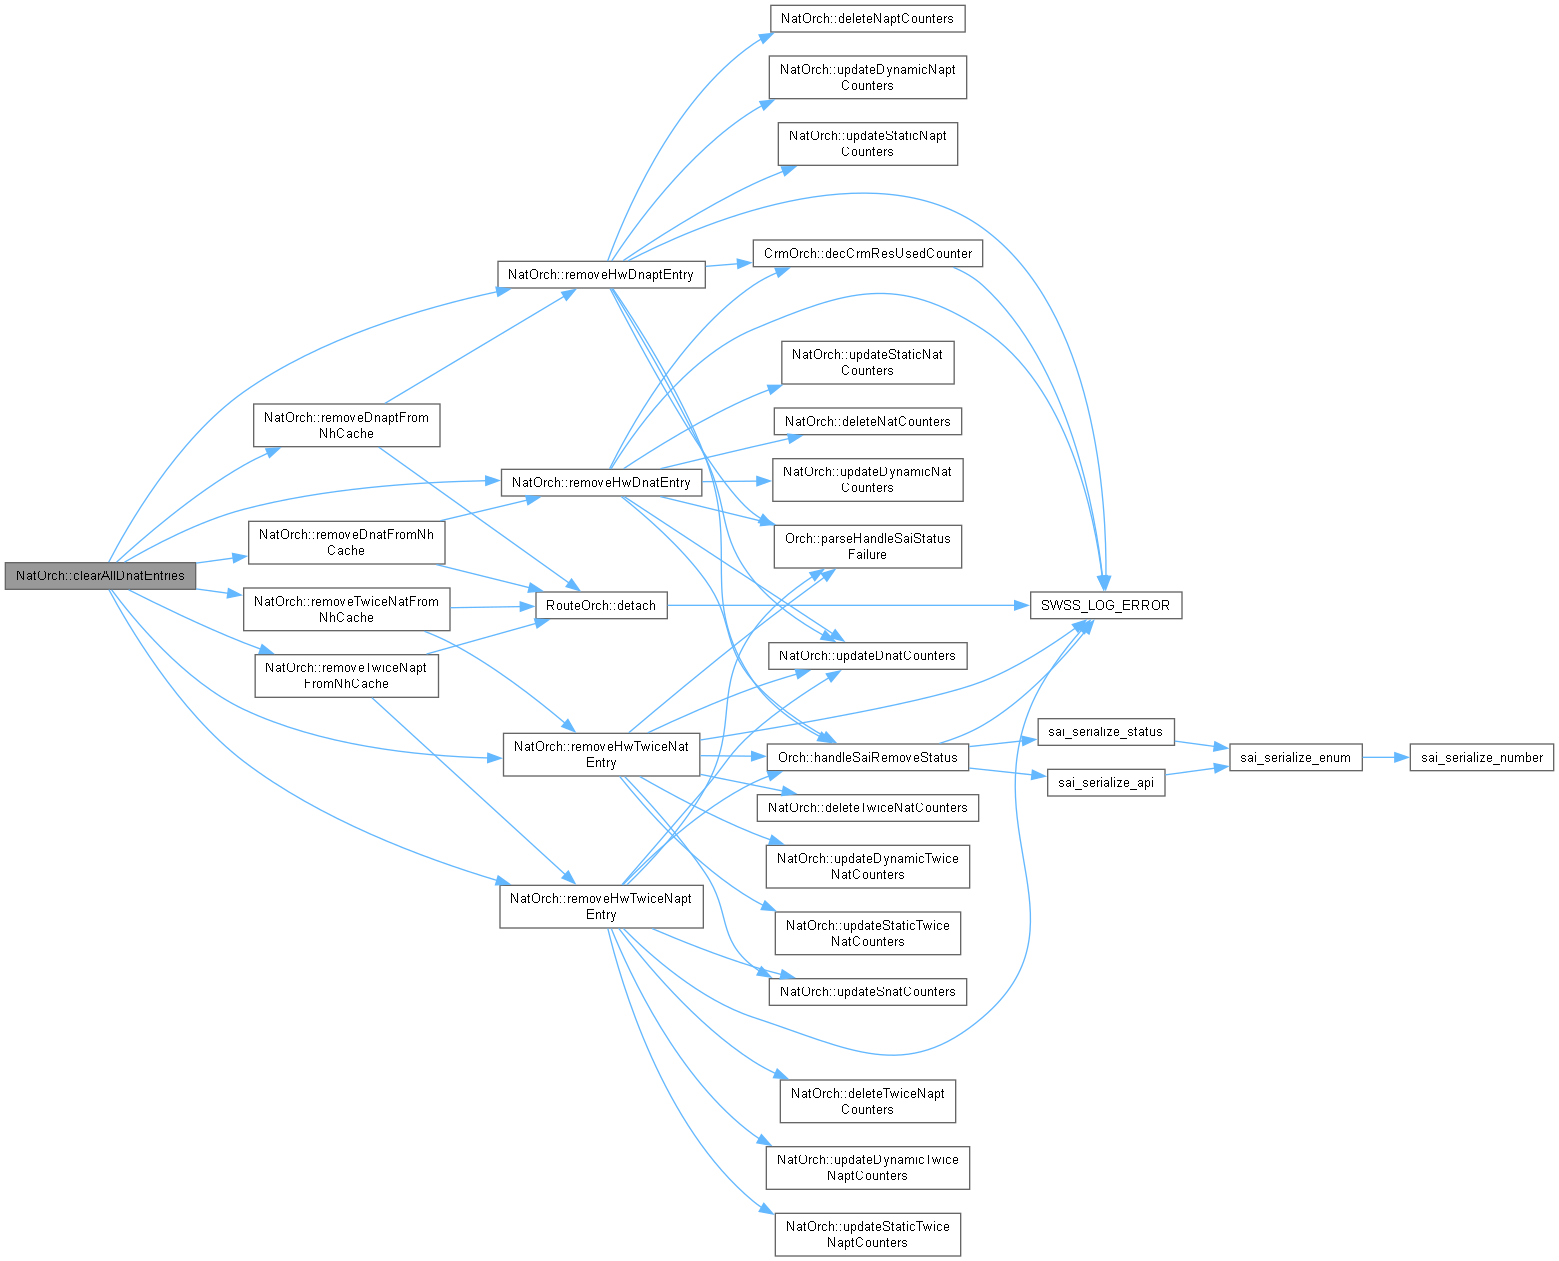 NatOrch::deleteNaptCounters
NatOrch::updateDynamicNapt
Counters
NatOrch::updateStaticNapt
Counters
CrmOrch::decCrmResUsedCounter
NatOrch::removeHwDnaptEntry
NatOrch::updateStaticNat
Counters
NatOrch::removeDnaptFrom
NhCache
NatOrch::deleteNatCounters
NatOrch::removeHwDnatEntry
NatOrch::updateDynamicNat
Counters
NatOrch::removeDnatFromNh
Cache
Orch::parseHandleSaiStatus
Failure
NatOrch::clearAllDnatEntries
NatOrch::removeTwiceNatFrom
NhCache
RouteOrch::detach
SWSS_LOG_ERROR
NatOrch::removeTwiceNapt
FromNhCache
NatOrch::updateDnatCounters
NatOrch::removeHwTwiceNat
Entry
Orch::handleSaiRemoveStatus
sai_serialize_status
sai_serialize_enum
sai_serialize_number
sai_serialize_api
NatOrch::deleteTwiceNatCounters
NatOrch::updateDynamicTwice
NatCounters
NatOrch::removeHwTwiceNapt
Entry
NatOrch::updateStaticTwice
NatCounters
NatOrch::updateSnatCounters
NatOrch::deleteTwiceNapt
Counters
NatOrch::updateDynamicTwice
NaptCounters
NatOrch::updateStaticTwice
NaptCounters